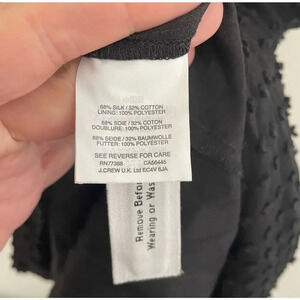 68% SILK / 32% COTTON
LINING: 100% POLYESTER
68% SOIE / 32% COTON
DOUBLURE: 100% POLYESTER
68% SEIDE / 32% BAUMWOLLE
FUTTER: 100% POLYESTER
SEE REVERSE FOR CARE
RN77388 CA56445
J.CREW U.K. Ltd EC4V 6JA
Remove Befor
Wearing or Was